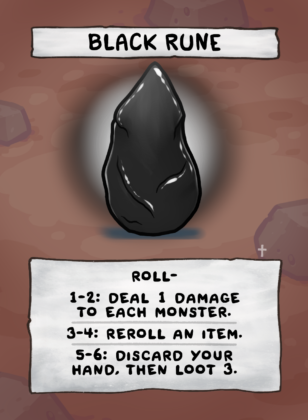 BLACK RUNE
ROLL-
1-2: DEAL 1 DAMAGE
TO EACH MONSTER.
3-4: REROLL AN ITEM.
5-6: DISCARD YOUR
HAND, THEN LOOT 3.